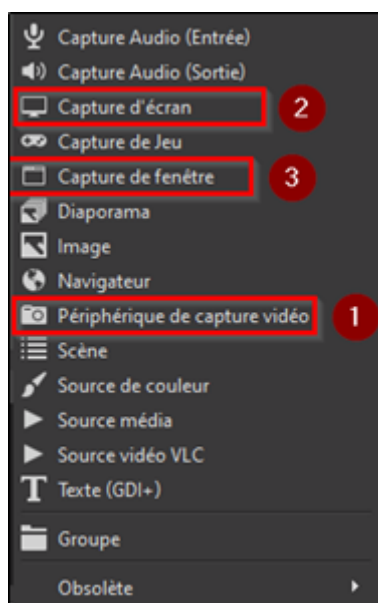 Capture Audio (Entrée)
Capture Audio (Sortie)
Capture d'écran 2
Capture de Jeu
Capture de fenêtre 3
Diaporama
Image
Navigateur
Périphérique de capture vidéo 1
Scène
Source de couleur
Source média
Source vidéo VLC
T Texte (GDI+)
Groupe
Obsolète